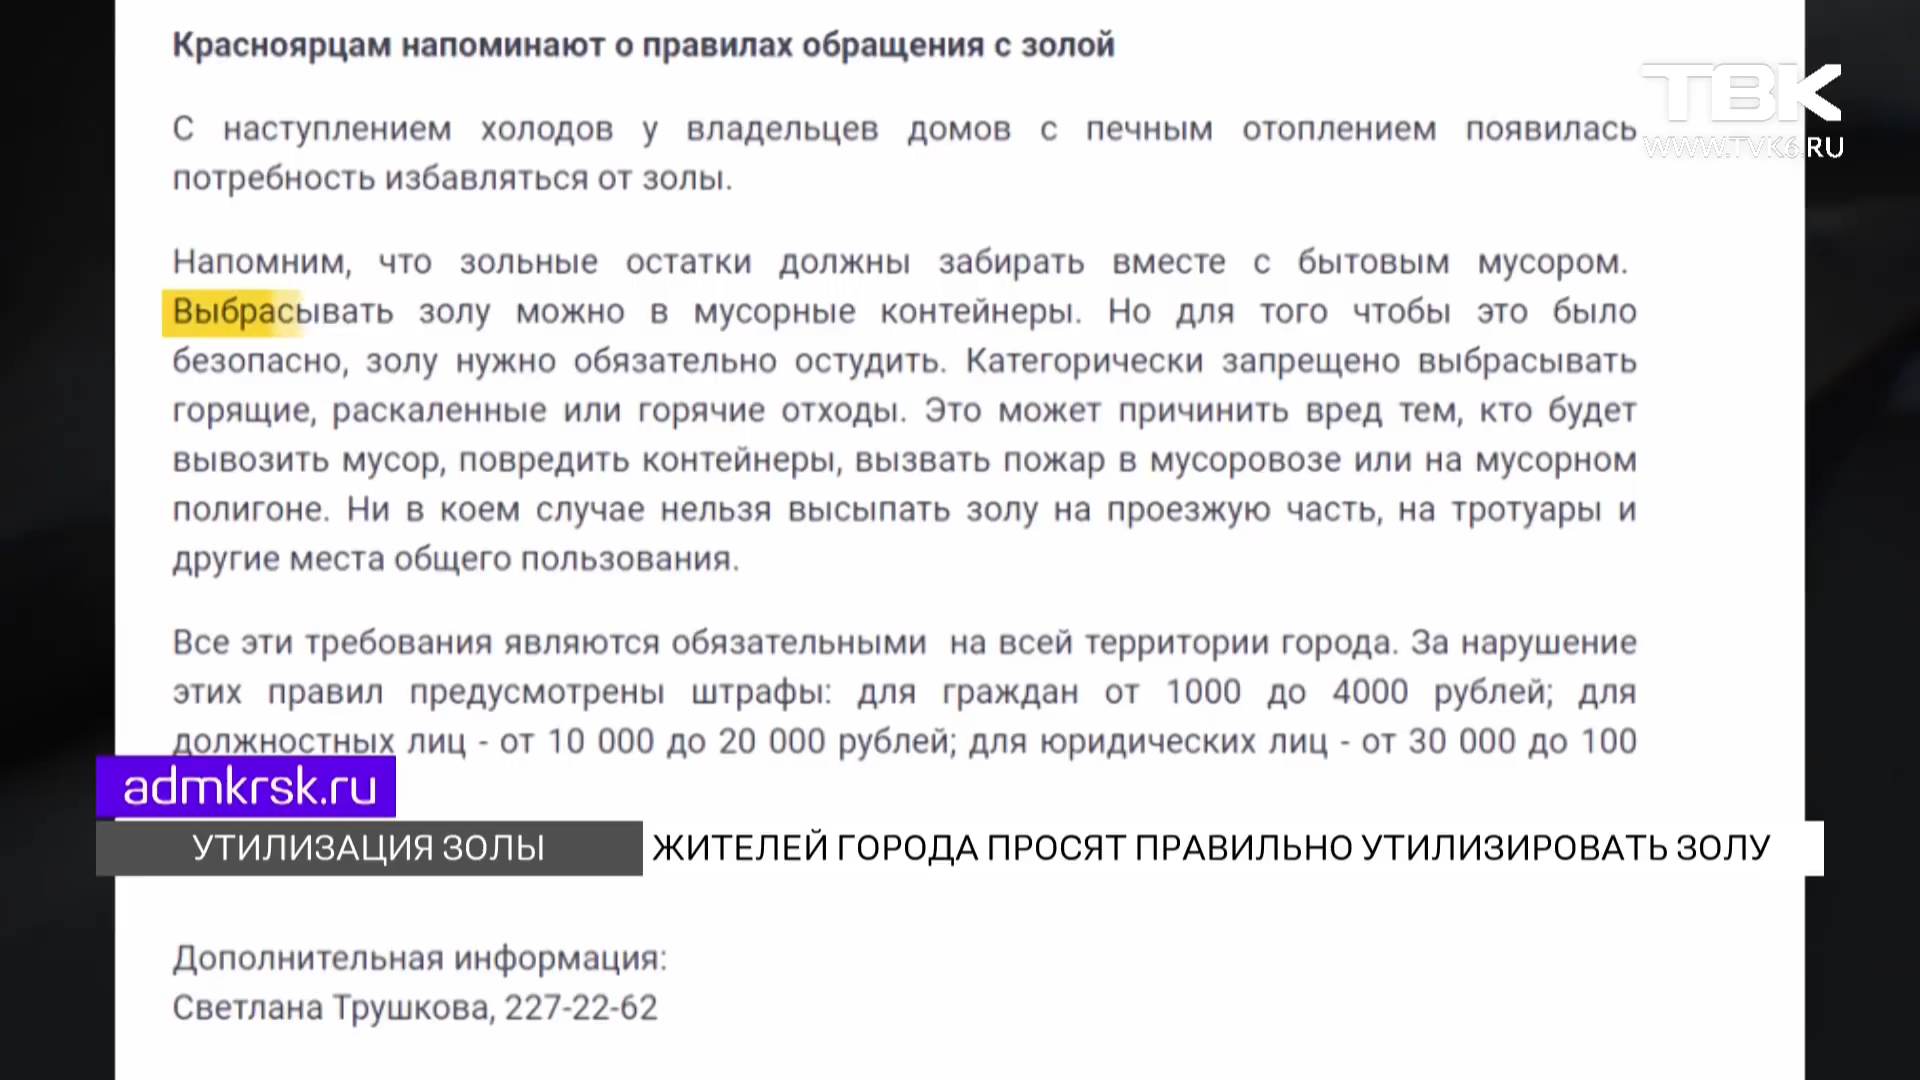 Красноярцам напоминают о правилах обращения с золой
ТВК
WWW.TVK6.RU
С наступлением холодов у владельцев домов с печным отоплением появилась
потребность избавляться от золы.
Напомним, что зольные остатки должны забирать вместе с бытовым мусором.
Выбрасывать золу можно в мусорные контейнеры. Но для того чтобы это было
безопасно, золу нужно обязательно остудить. Категорически запрещено выбрасывать
горящие, раскаленные или горячие отходы. Это может причинить вред тем, кто будет
вывозить мусор, повредить контейнеры, вызвать пожар в мусоровозе или на мусорном
полигоне. Ни в коем случае нельзя высыпать золу на проезжую часть, на тротуары и
другие места общего пользования.
Все эти требования являются обязательными на всей территории города. За нарушение
этих правил предусмотрены штрафы: для граждан от 1000 до 4000 рублей; для
должностных лиц - от 10 000 до 20 000 рублей; для юридических лиц - от 30 000 до 100
admkrsk.ru
УТИЛИЗАЦИЯ ЗОЛЫ
ЖИТЕЛЕЙ ГОРОДА ПРОСЯТ ПРАВИЛЬНО УТИЛИЗИРОВАТЬ ЗОЛУ
Дополнительная информация:
Светлана Трушкова, 227-22-62